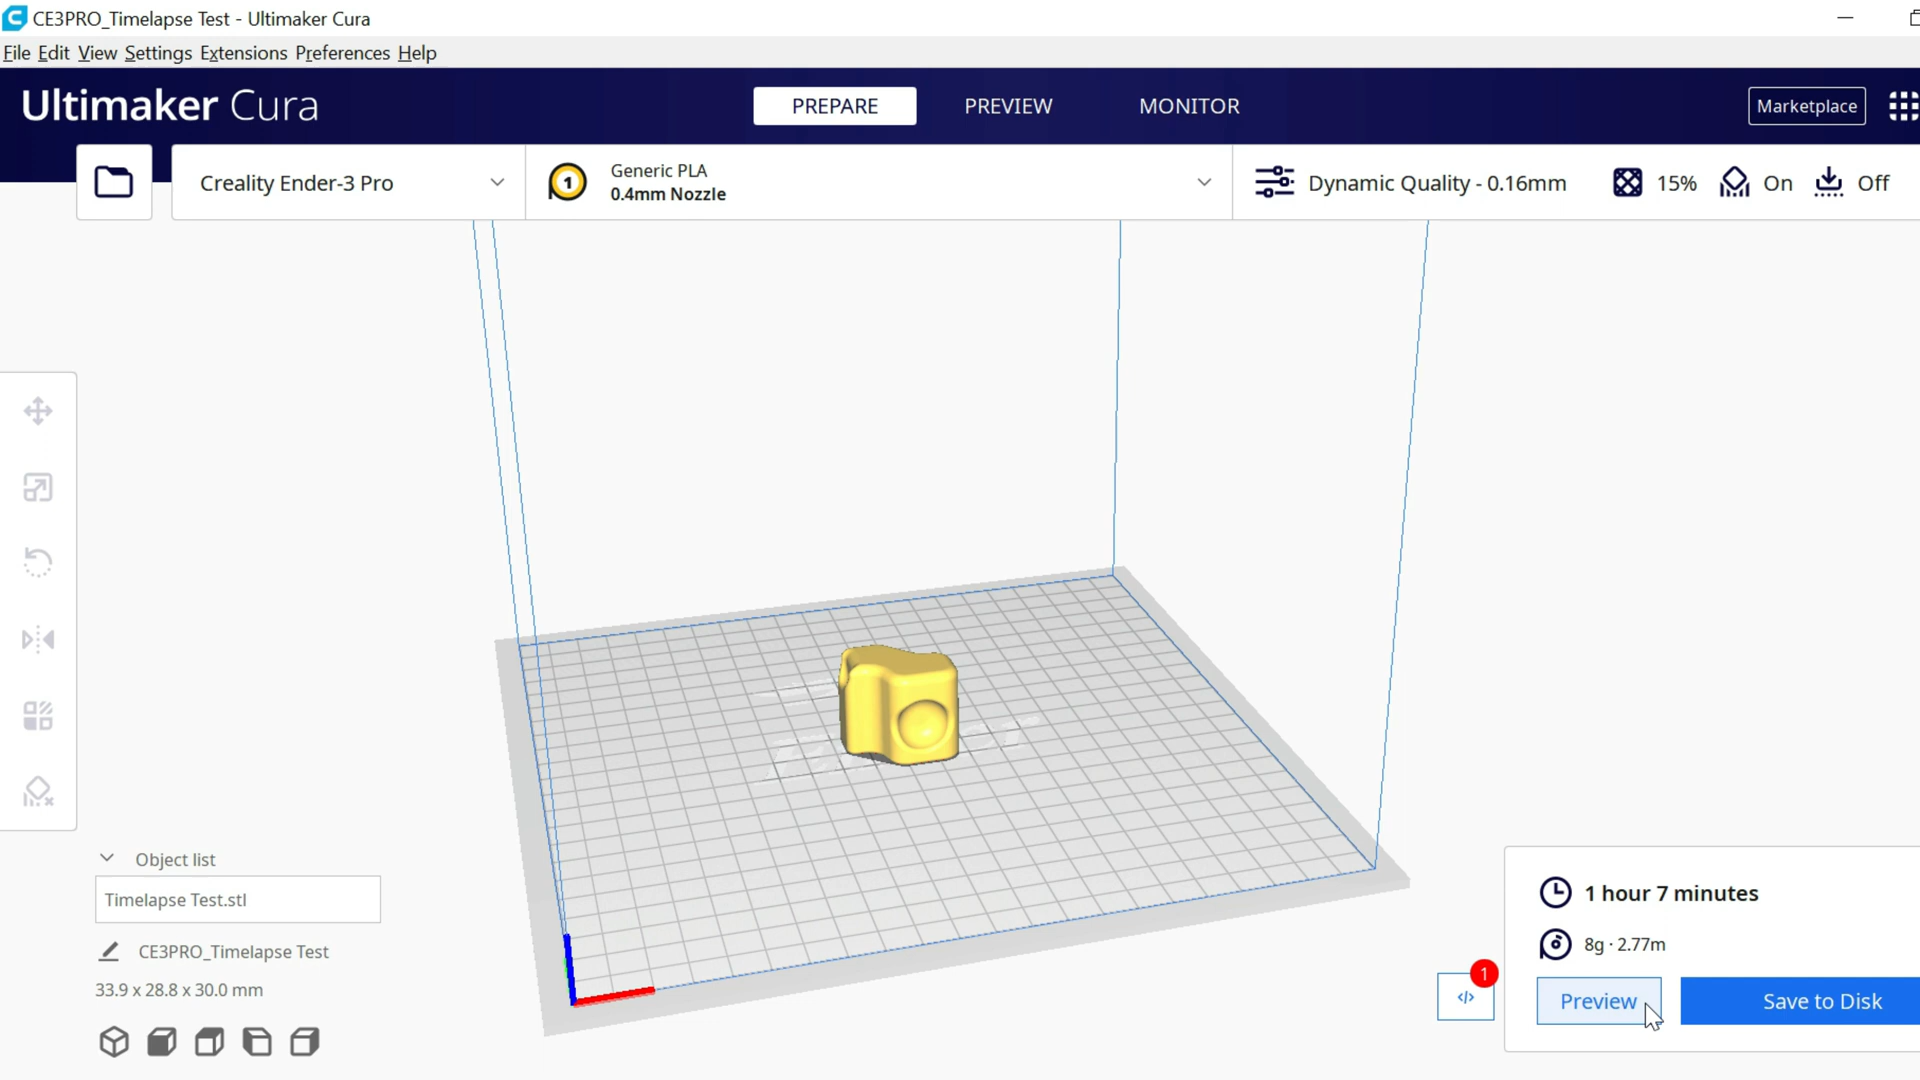 CE3PRO_Timelapse Test - Ultimaker Cura
File Edit View Settings Extensions Preferences Help
Ultimaker Cura
PREPARE
PREVIEW
MONITOR
Marketplace
Creality Ender-3 Pro
1
Generic PLA
0.4mm Nozzle
Dynamic Quality - 0.16mm
15%
On
Off
Object list
Timelapse Test.stl
CE3PRO_Timelapse Test
33.9 x 28.8 x 30.0 mm
1 hour 7 minutes
8g · 2.77m
1
</>
Preview
Save to Disk